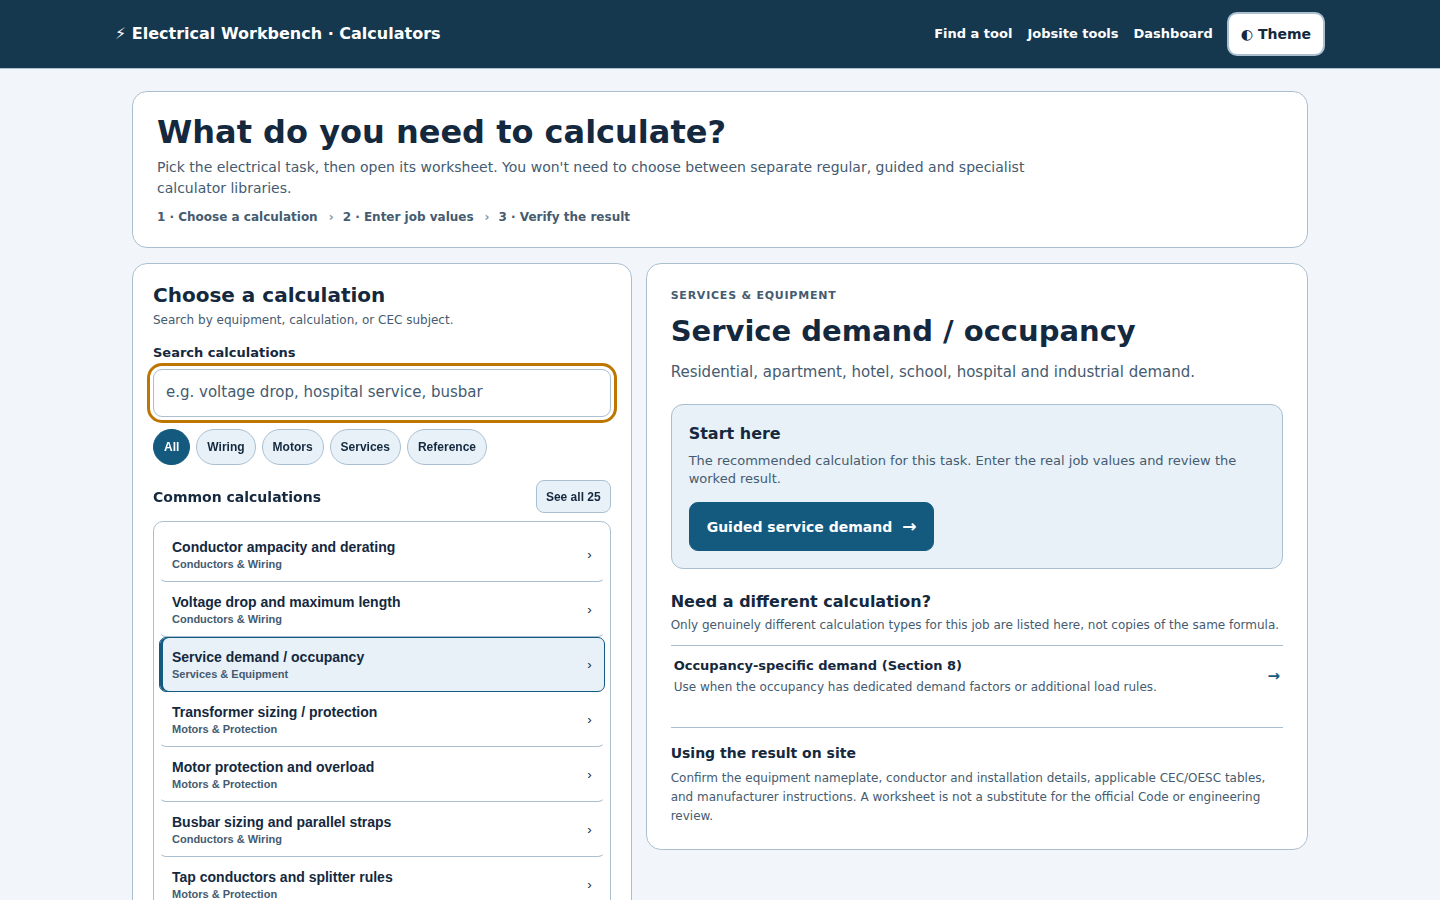 ⚡ Electrical Workbench · Calculators
Find a tool
Jobsite tools
Dashboard
◐ Theme
What do you need to calculate?
Pick the electrical task, then open its worksheet. You won't need to choose between separate regular, guided and specialist
calculator libraries.
1 · Choose a calculation › 2 · Enter job values › 3 · Verify the result
Choose a calculation
Search by equipment, calculation, or CEC subject.
Search calculations
e.g. voltage drop, hospital service, busbar
All
Wiring
Motors
Services
Reference
Common calculations
See all 25
Conductor ampacity and derating
Conductors & Wiring
›
Voltage drop and maximum length
Conductors & Wiring
›
Service demand / occupancy
Services & Equipment
›
Transformer sizing / protection
Motors & Protection
›
Motor protection and overload
Motors & Protection
›
Busbar sizing and parallel straps
Conductors & Wiring
›
Tap conductors and splitter rules
Motors & Protection
›
SERVICES & EQUIPMENT
Service demand / occupancy
Residential, apartment, hotel, school, hospital and industrial demand.
Start here
The recommended calculation for this task. Enter the real job values and review the
worked result.
Guided service demand →
Need a different calculation?
Only genuinely different calculation types for this job are listed here, not copies of the same formula.
Occupancy-specific demand (Section 8)
Use when the occupancy has dedicated demand factors or additional load rules.
→
Using the result on site
Confirm the equipment nameplate, conductor and installation details, applicable CEC/OESC tables,
and manufacturer instructions. A worksheet is not a substitute for the official Code or engineering
review.